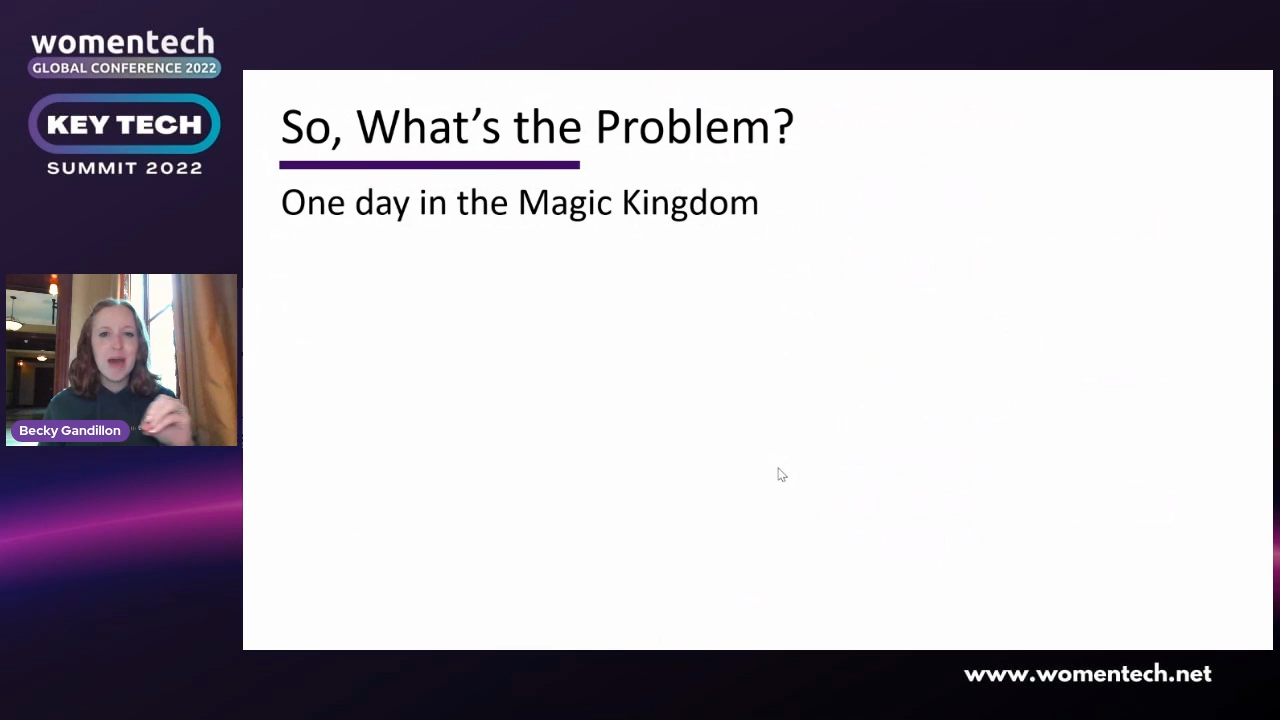 womentech
GLOBAL CONFERENCE 2022
KEY TECH
SUMMIT 2022
So, What's the Problem?
One day in the Magic Kingdom
Becky Gandillon
www.womentech.net